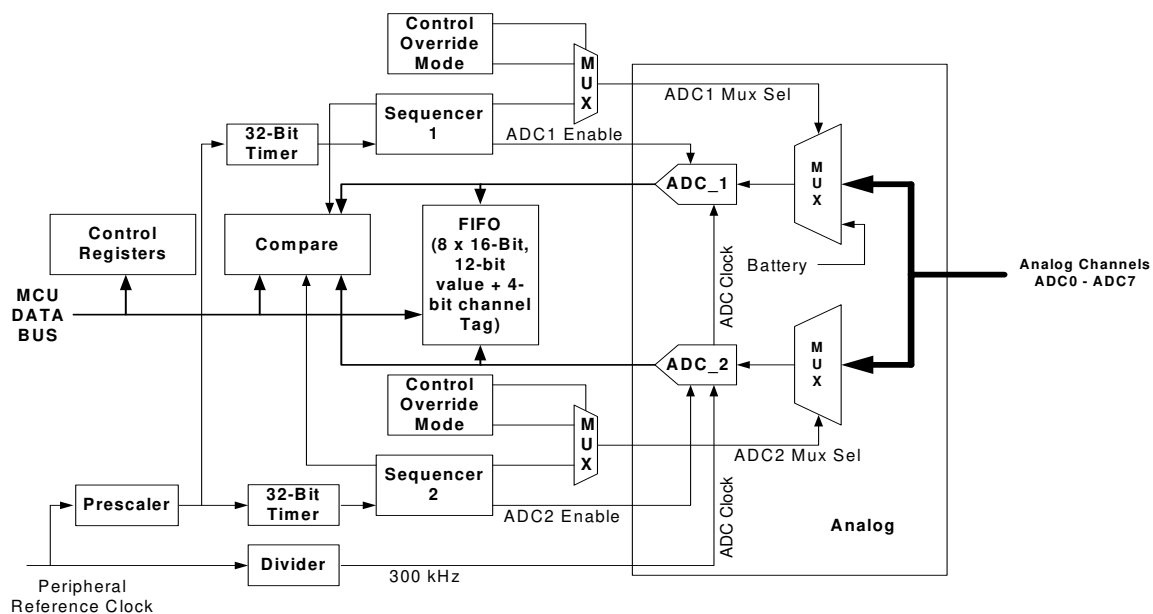 Control
Override
Mode
M
U
X
ADC1 Mux Sel
Sequencer
1
ADC1 Enable
32-Bit
Timer
ADC_1
M
U
X
FIFO
(8 x 16-Bit,
12-bit
value + 4-
bit channel
Tag)
Control
Registers
Compare
Battery
ADC Clock
Analog Channels
ADC0 - ADC7
MCU
DATA
BUS
ADC_2
M
U
X
Control
Override
Mode
M
U
X
ADC2 Mux Sel
Sequencer
2
ADC2 Enable
Prescaler
32-Bit
Timer
ADC Clock
Analog
Divider
300 kHz
Peripheral
Reference Clock